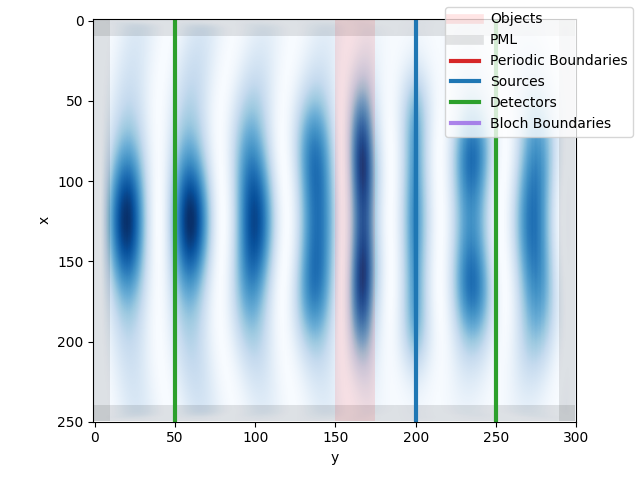 Objects
PML
Periodic Boundaries
Sources
Detectors
Bloch Boundaries
0
50
100
150
200
250
x
0 50 100 150 200 250 300
y